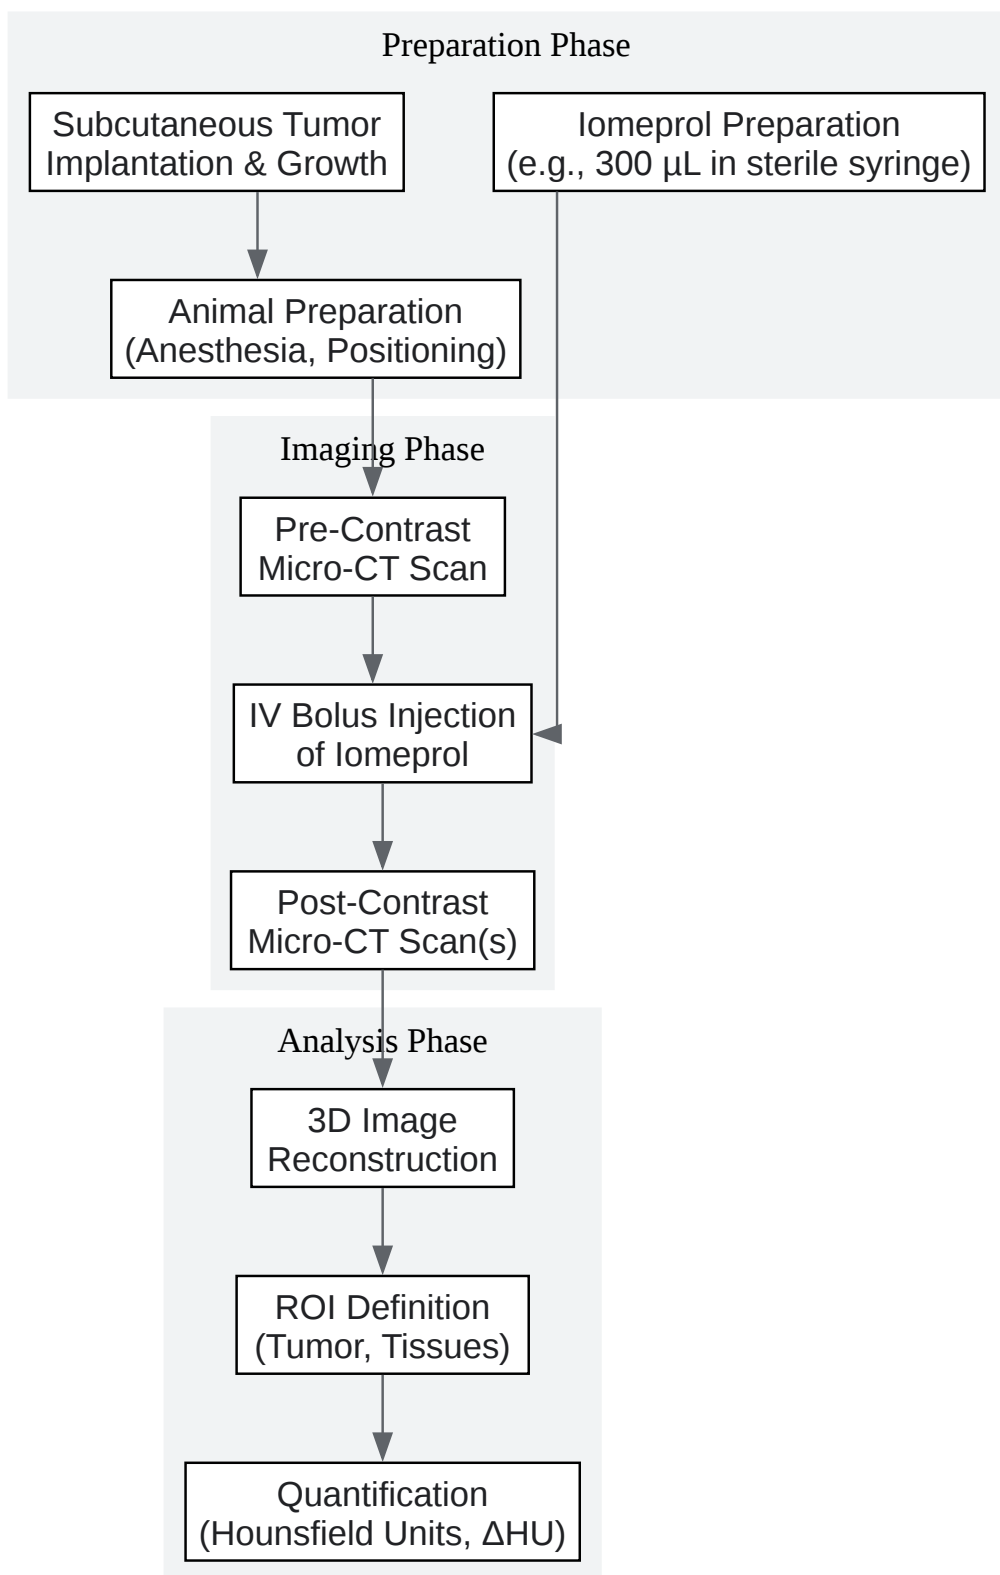 Preparation Phase
Subcutaneous Tumor
Implantation & Growth
Iomeprol Preparation
(e.g., 300 µL in sterile syringe)
Animal Preparation
(Anesthesia, Positioning)
Imaging Phase
Pre-Contrast
Micro-CT Scan
IV Bolus Injection
of Iomeprol
Post-Contrast
Micro-CT Scan(s)
Analysis Phase
3D Image
Reconstruction
ROI Definition
(Tumor, Tissues)
Quantification
(Hounsfield Units, ΔHU)